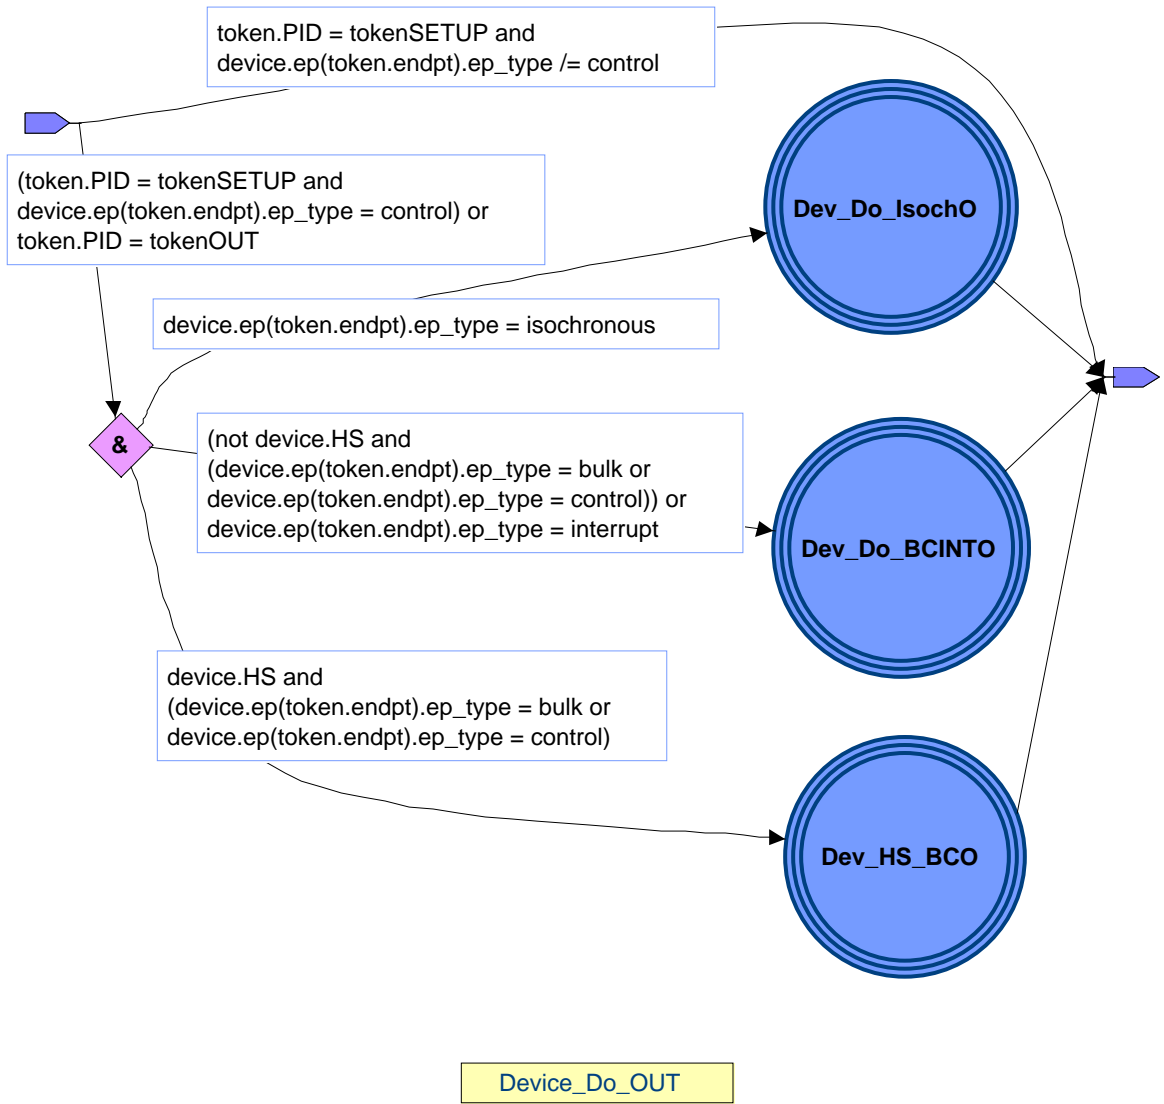 token.PID = tokenSETUP and
device.ep(token.endpt).ep_type /= control
(token.PID = tokenSETUP and
device.ep(token.endpt).ep_type = control) or
token.PID = tokenOUT
Dev_Do_IsochO
device.ep(token.endpt).ep_type = isochronous
&
(not device.HS and
(device.ep(token.endpt).ep_type = bulk or
device.ep(token.endpt).ep_type = control)) or
device.ep(token.endpt).ep_type = interrupt
Dev_Do_BCINTO
device.HS and
(device.ep(token.endpt).ep_type = bulk or
device.ep(token.endpt).ep_type = control)
Dev_HS_BCO
Device_Do_OUT